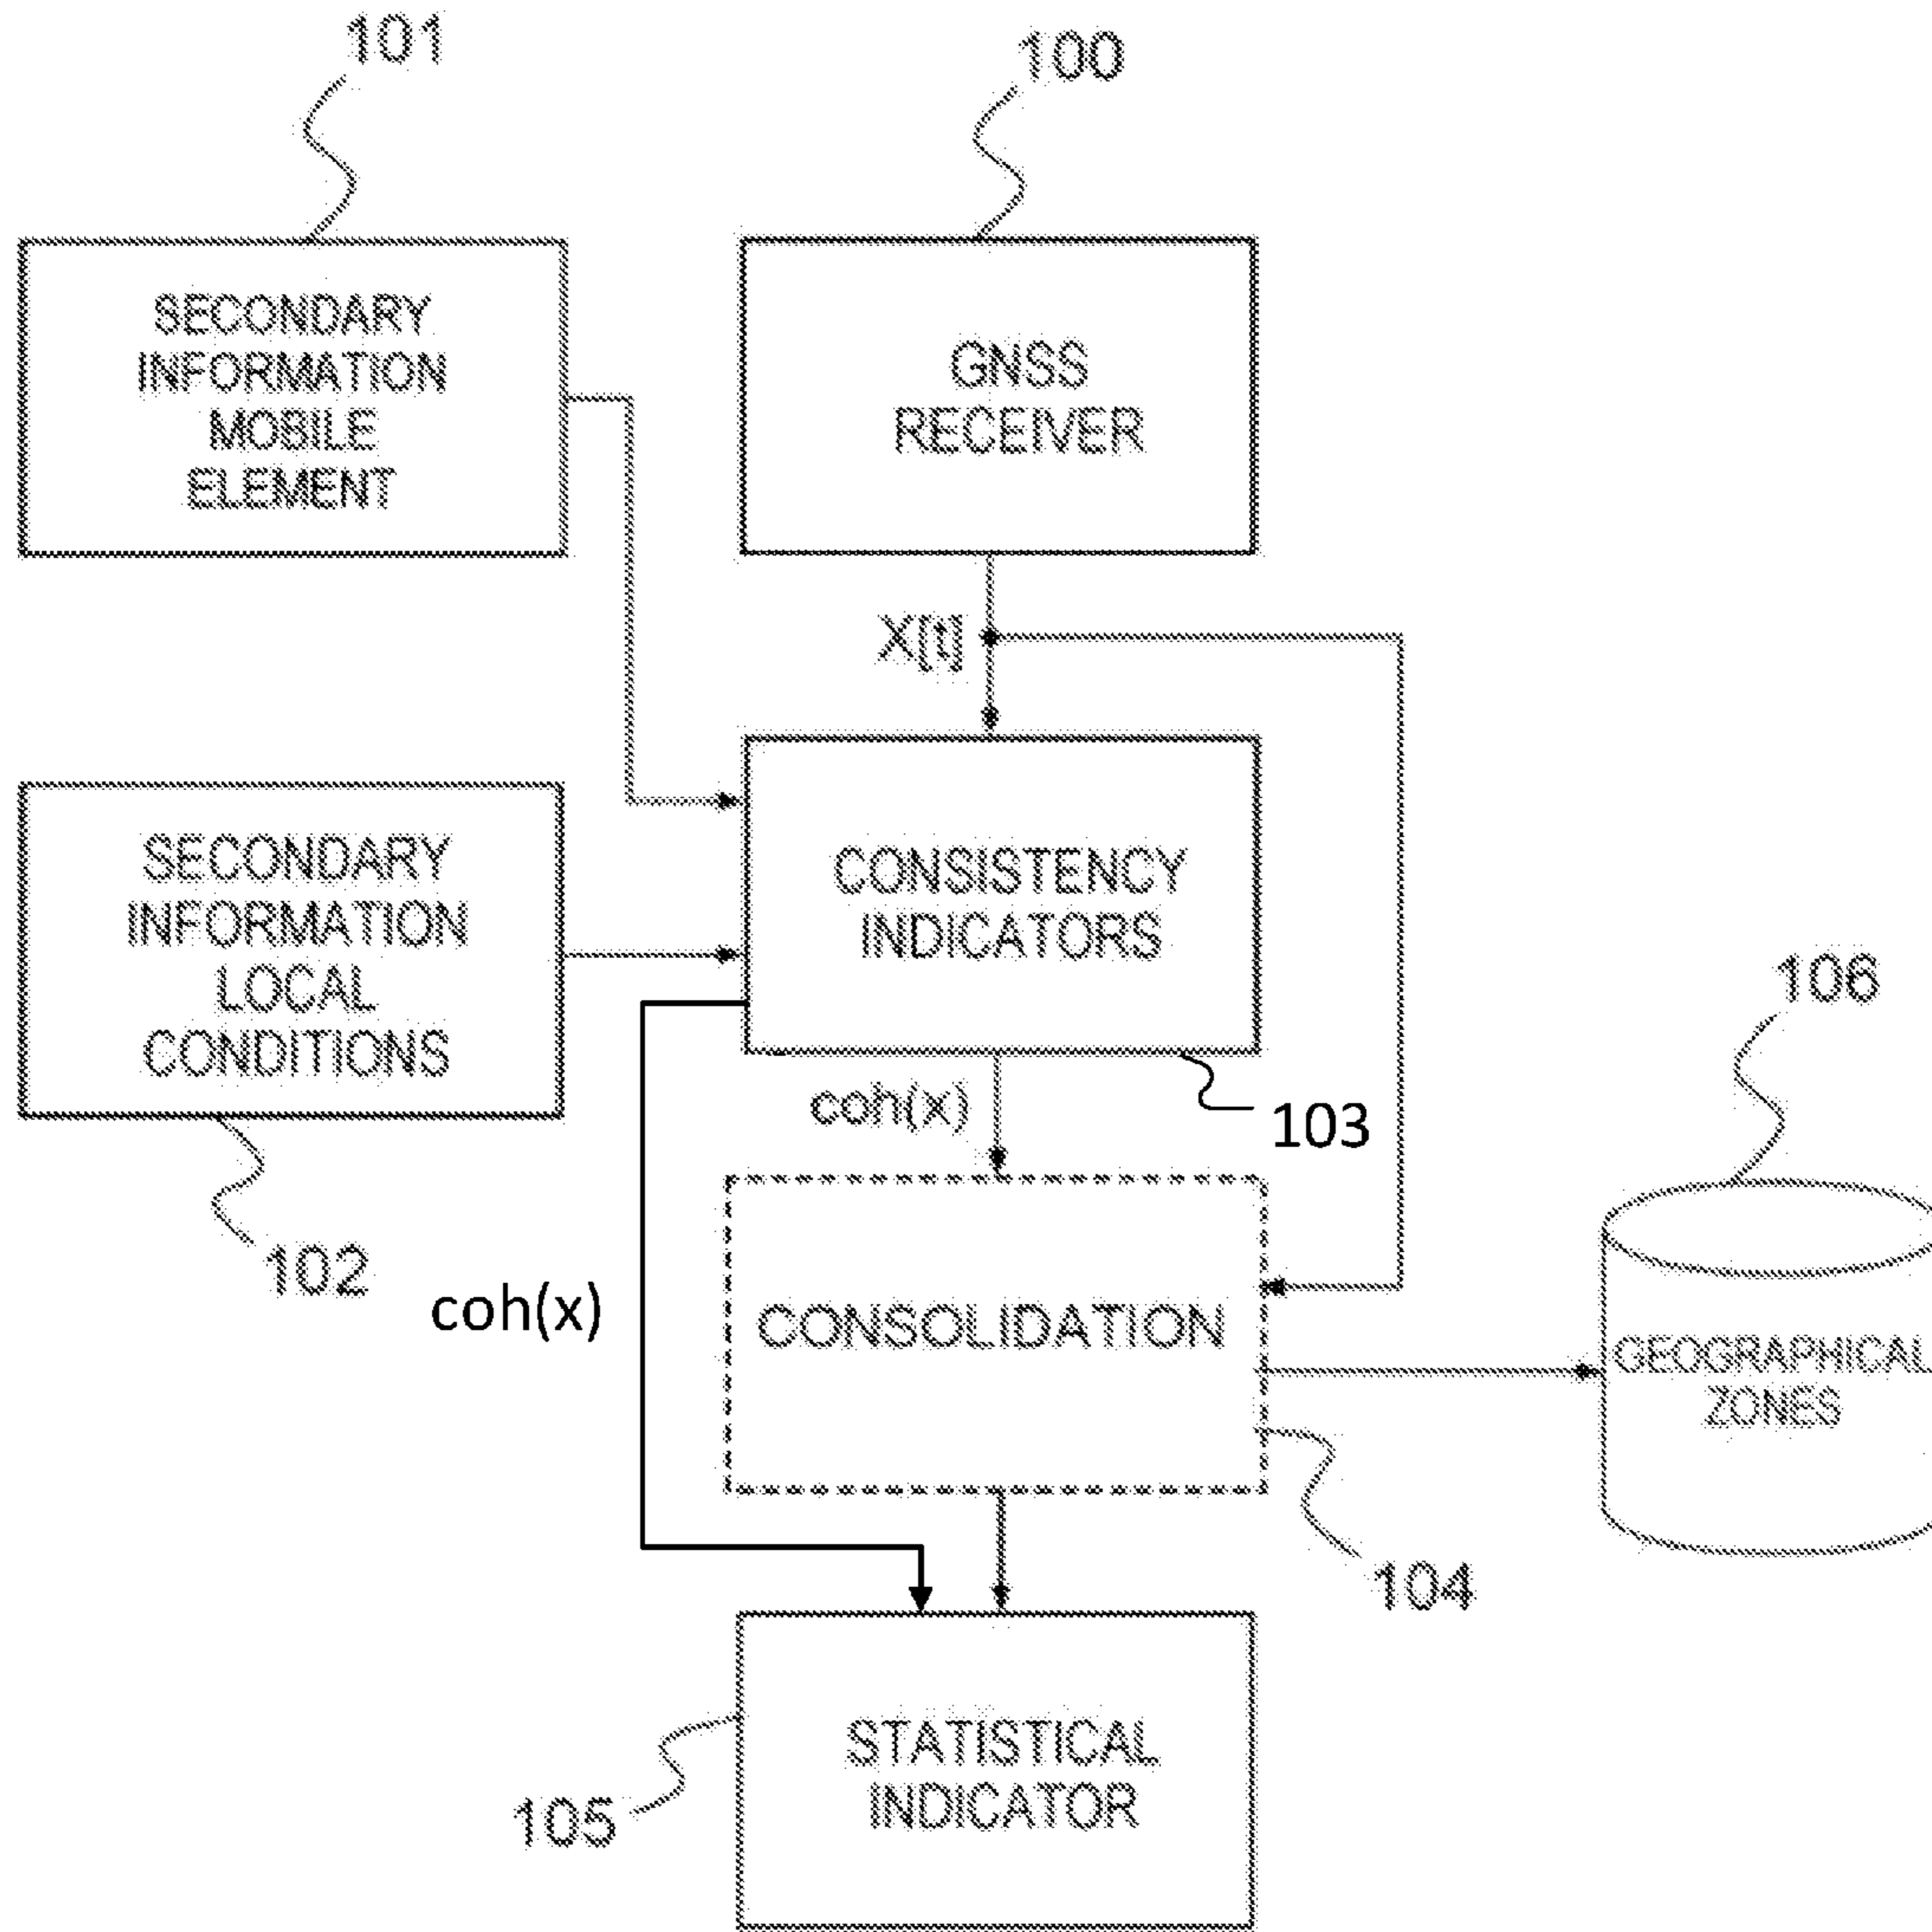 101
100
SECONDARY
INFORMATION
MOBILE
ELEMENT
GNSS
RECEIVER
X[t]
SECONDARY
INFORMATION
LOCAL
CONDITIONS
CONSISTENCY
INDICATORS
106
coh(x)
103
102
coh(x)
CONSOLIDATION
GEOGRAPHICAL
ZONES
104
STATISTICAL
INDICATOR
105